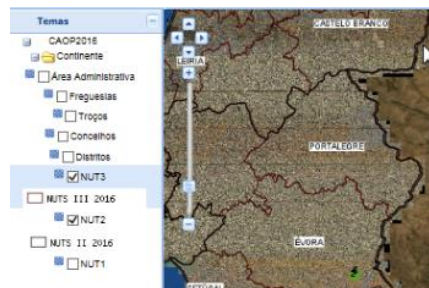 Temas
CAOP2016
Continente
Área Administrativa
Freguesias
Troços
Concelhos
Distritos
NUT3
NUTS III 2016
NUT2
NUTS II 2016
NUT1
CASTELO BRANCO
LEIRIA
PORTALEGRE
ÉVORA
SETÚBAL